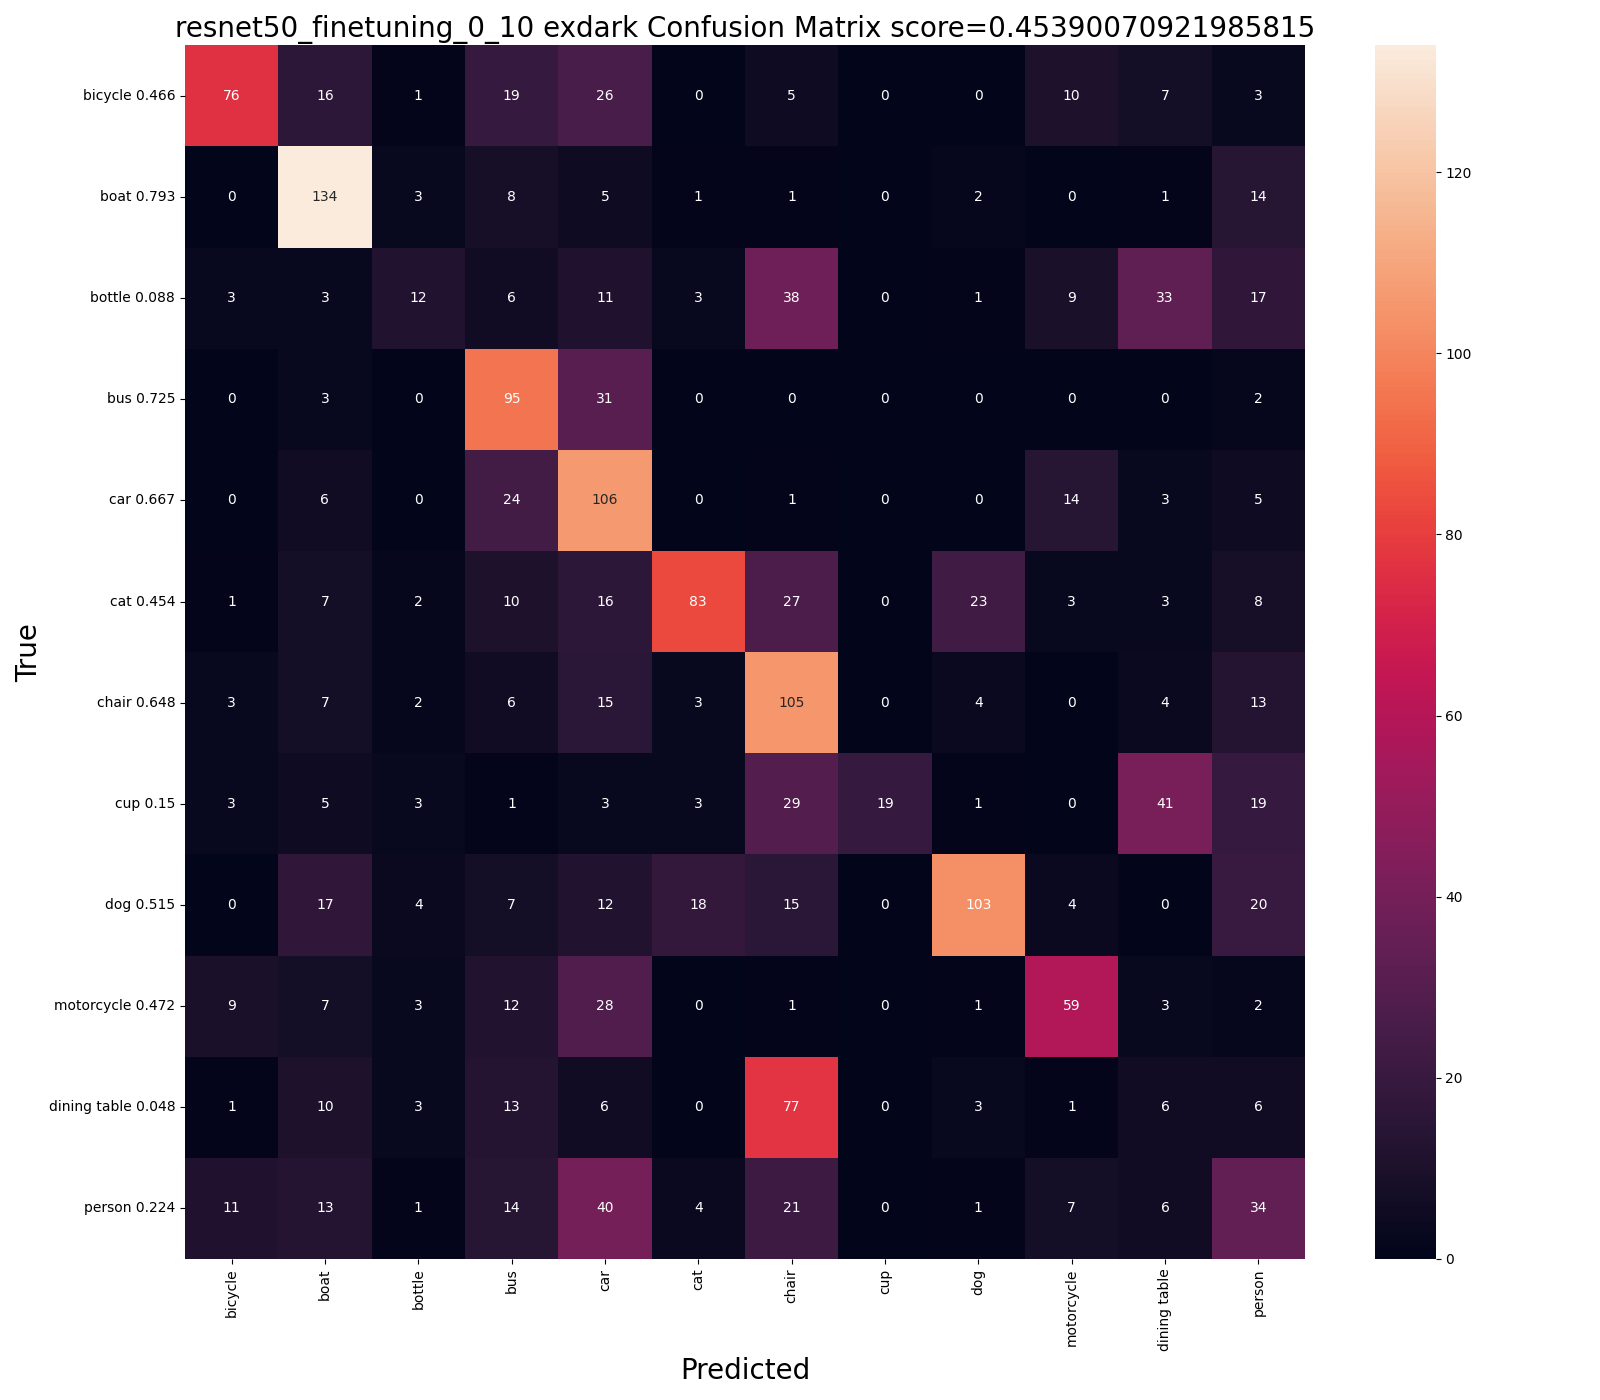 resnet50_finetuning_0_10 exdark Confusion Matrix score=0.45390070921985815
bicycle 0.466 76 16 1 19 26 0 5 0 0 10 7 3
boat 0.793 0 134 3 8 5 1 1 0 2 0 1 14
bottle 0.088 3 3 12 6 11 3 38 0 1 9 33 17
bus 0.725 0 3 0 95 31 0 0 0 0 0 0 2
car 0.667 0 6 0 24 106 0 1 0 0 14 3 5
cat 0.454 1 7 2 10 16 83 27 0 23 3 3 8
chair 0.648 3 7 2 6 15 3 105 0 4 0 4 13
cup 0.15 3 5 3 1 3 3 29 19 1 0 41 19
dog 0.515 0 17 4 7 12 18 15 0 103 4 0 20
motorcycle 0.472 9 7 3 12 28 0 1 0 1 59 3 2
dining table 0.048 1 10 3 13 6 0 77 0 3 1 6 6
person 0.224 11 13 1 14 40 4 21 0 1 7 6 34
True
bicycle boat bottle bus car cat chair cup dog motorcycle dining table person
Predicted
120
100
80
60
40
20
0